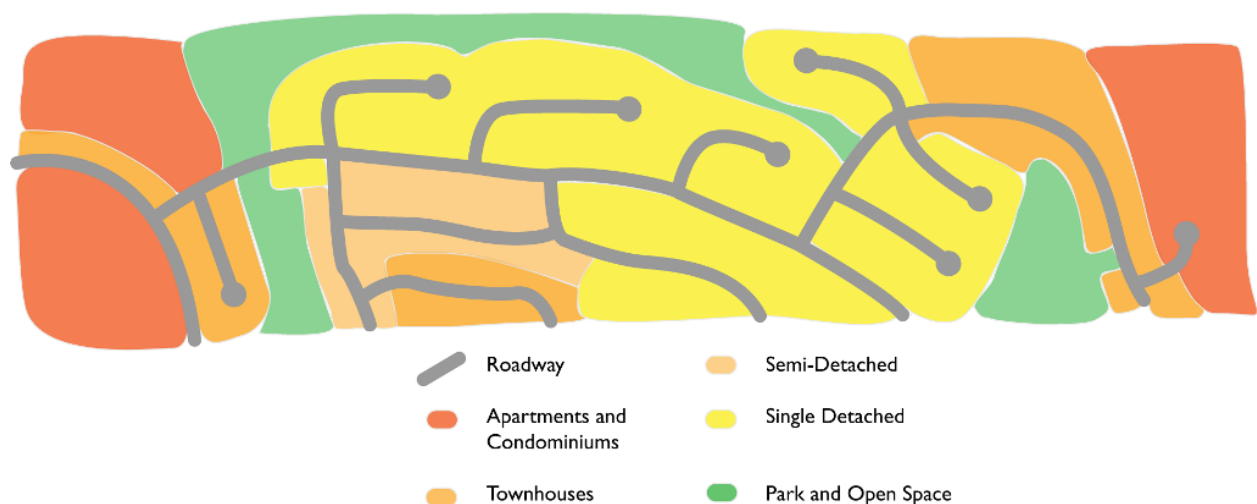 Roadway
Semi-Detached
Apartments and
Condominiums
Single Detached
Townhouses
Park and Open Space